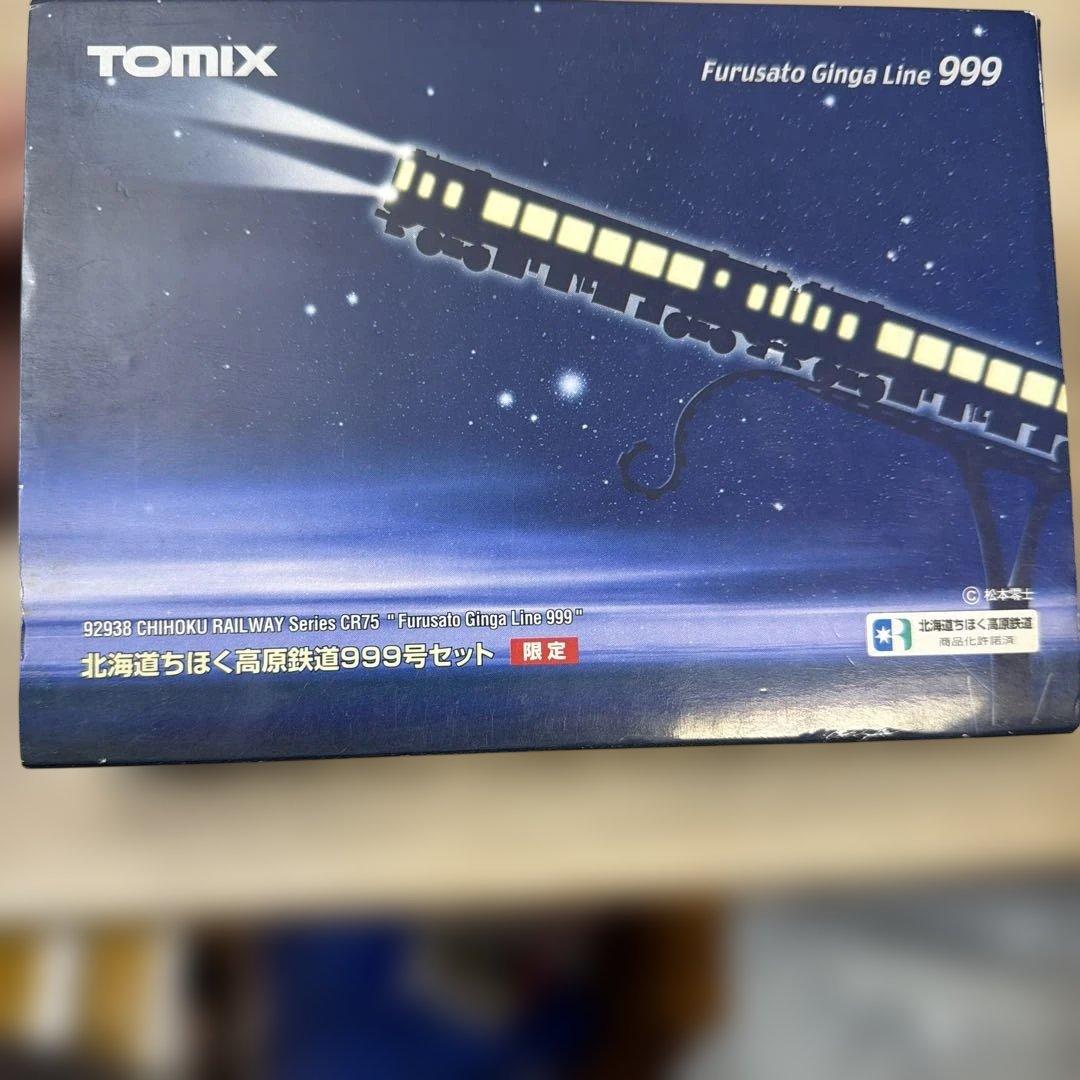 TOMIX
Furusato Ginga Line 999
© 松本零士
92938 CHIHOKU RAILWAY Series CR75 "Furusato Ginga Line 999"
北海道ちほく高原鉄道999号セット 限定
北海道ちほく高原鉄道
商品化許諾済